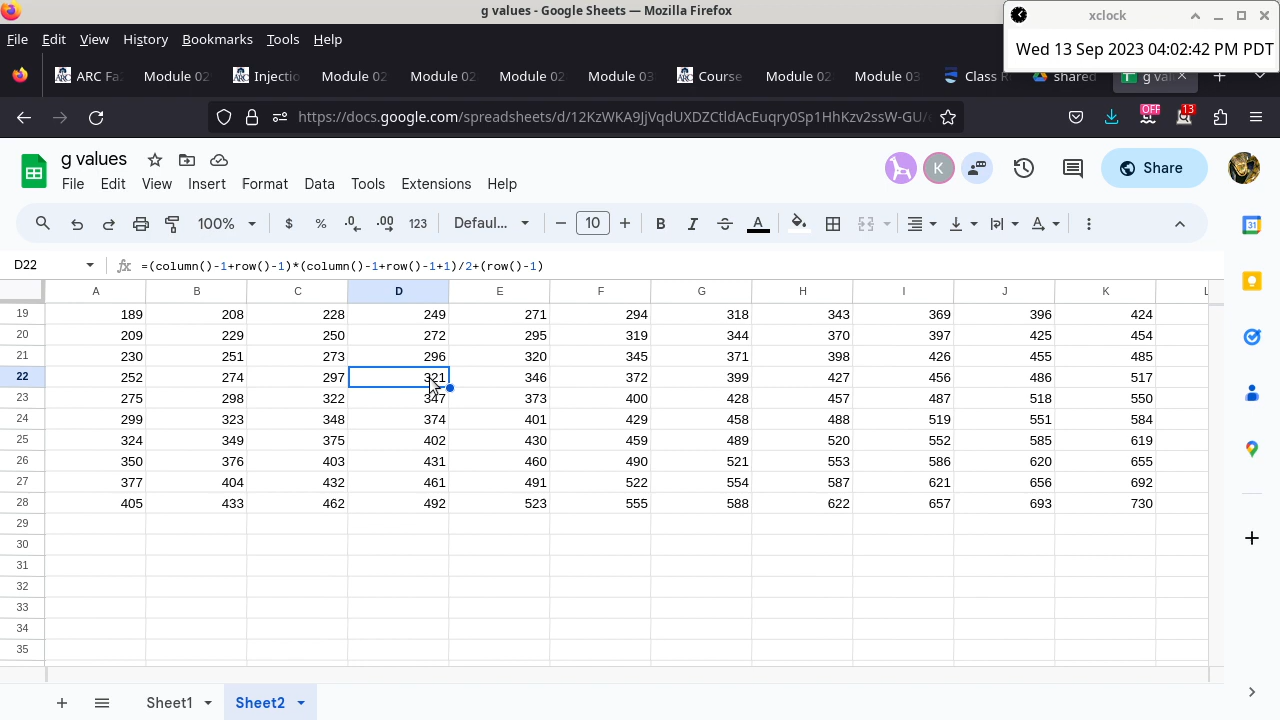 g values - Google Sheets — Mozilla Firefox
xclock
Wed 13 Sep 2023 04:02:42 PM PDT
File Edit View History Bookmarks Tools Help
ARC Fa Module 02 Injectio Module 02 Module 02 Module 02 Module 03 Course Module 02 Module 03 Class R shared g val
https://docs.google.com/spreadsheets/d/12KzWKA9JjVqdUXDZCtldAcEuqry0Sp1HhKzv2ssW-GU/ OFF 13
g values
K Share
File Edit View Insert Format Data Tools Extensions Help
100% $ % .0 .00 123 Defaul... 10 B I S A A
31
D22 fx =(column()-1+row()-1)*(column()-1+row()-1+1)/2+(row()-1)
A B C D E F G H I J K L
19 189 208 228 249 271 294 318 343 369 396 424
20 209 229 250 272 295 319 344 370 397 425 454
21 230 251 273 296 320 345 371 398 426 455 485
22 252 274 297 321 346 372 399 427 456 486 517
23 275 298 322 347 373 400 428 457 487 518 550
24 299 323 348 374 401 429 458 488 519 551 584
25 324 349 375 402 430 459 489 520 552 585 619
26 350 376 403 431 460 490 521 553 586 620 655
27 377 404 432 461 491 522 554 587 621 656 692
28 405 433 462 492 523 555 588 622 657 693 730
29
30
31
32
33
34
35
Sheet1 Sheet2